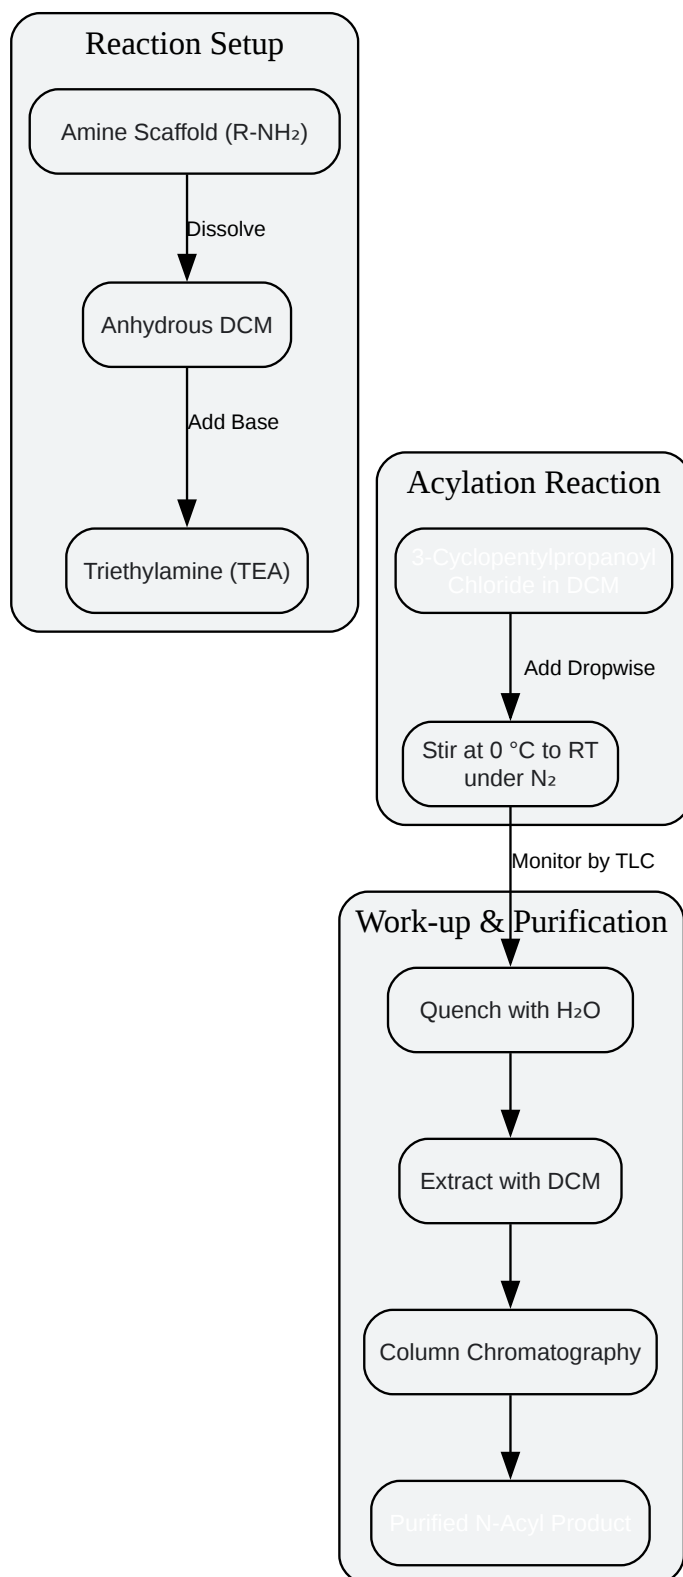 Reaction Setup
Amine Scaffold (R-NH₂)
Dissolve
Anhydrous DCM
Add Base
Triethylamine (TEA)
Acylation Reaction
3-Cyclopentylpropanoyl
Chloride in DCM
Add Dropwise
Stir at 0 °C to RT
under N₂
Monitor by TLC
Work-up & Purification
Quench with H₂O
Extract with DCM
Column Chromatography
Purified N-Acyl Product